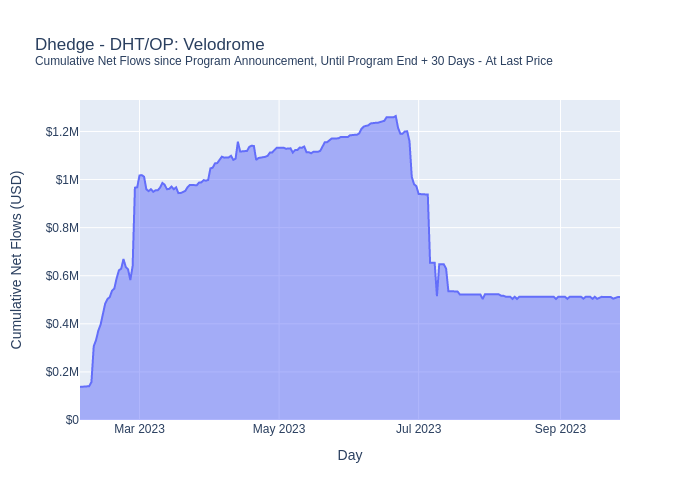 Dhedge - DHT/OP: Velodrome
Cumulative Net Flows since Program Announcement, Until Program End + 30 Days - At Last Price
Cumulative Net Flows (USD)
$1.2M
$1M
$0.8M
$0.6M
$0.4M
$0.2M
$0
Mar 2023 May 2023 Jul 2023 Sep 2023
Day